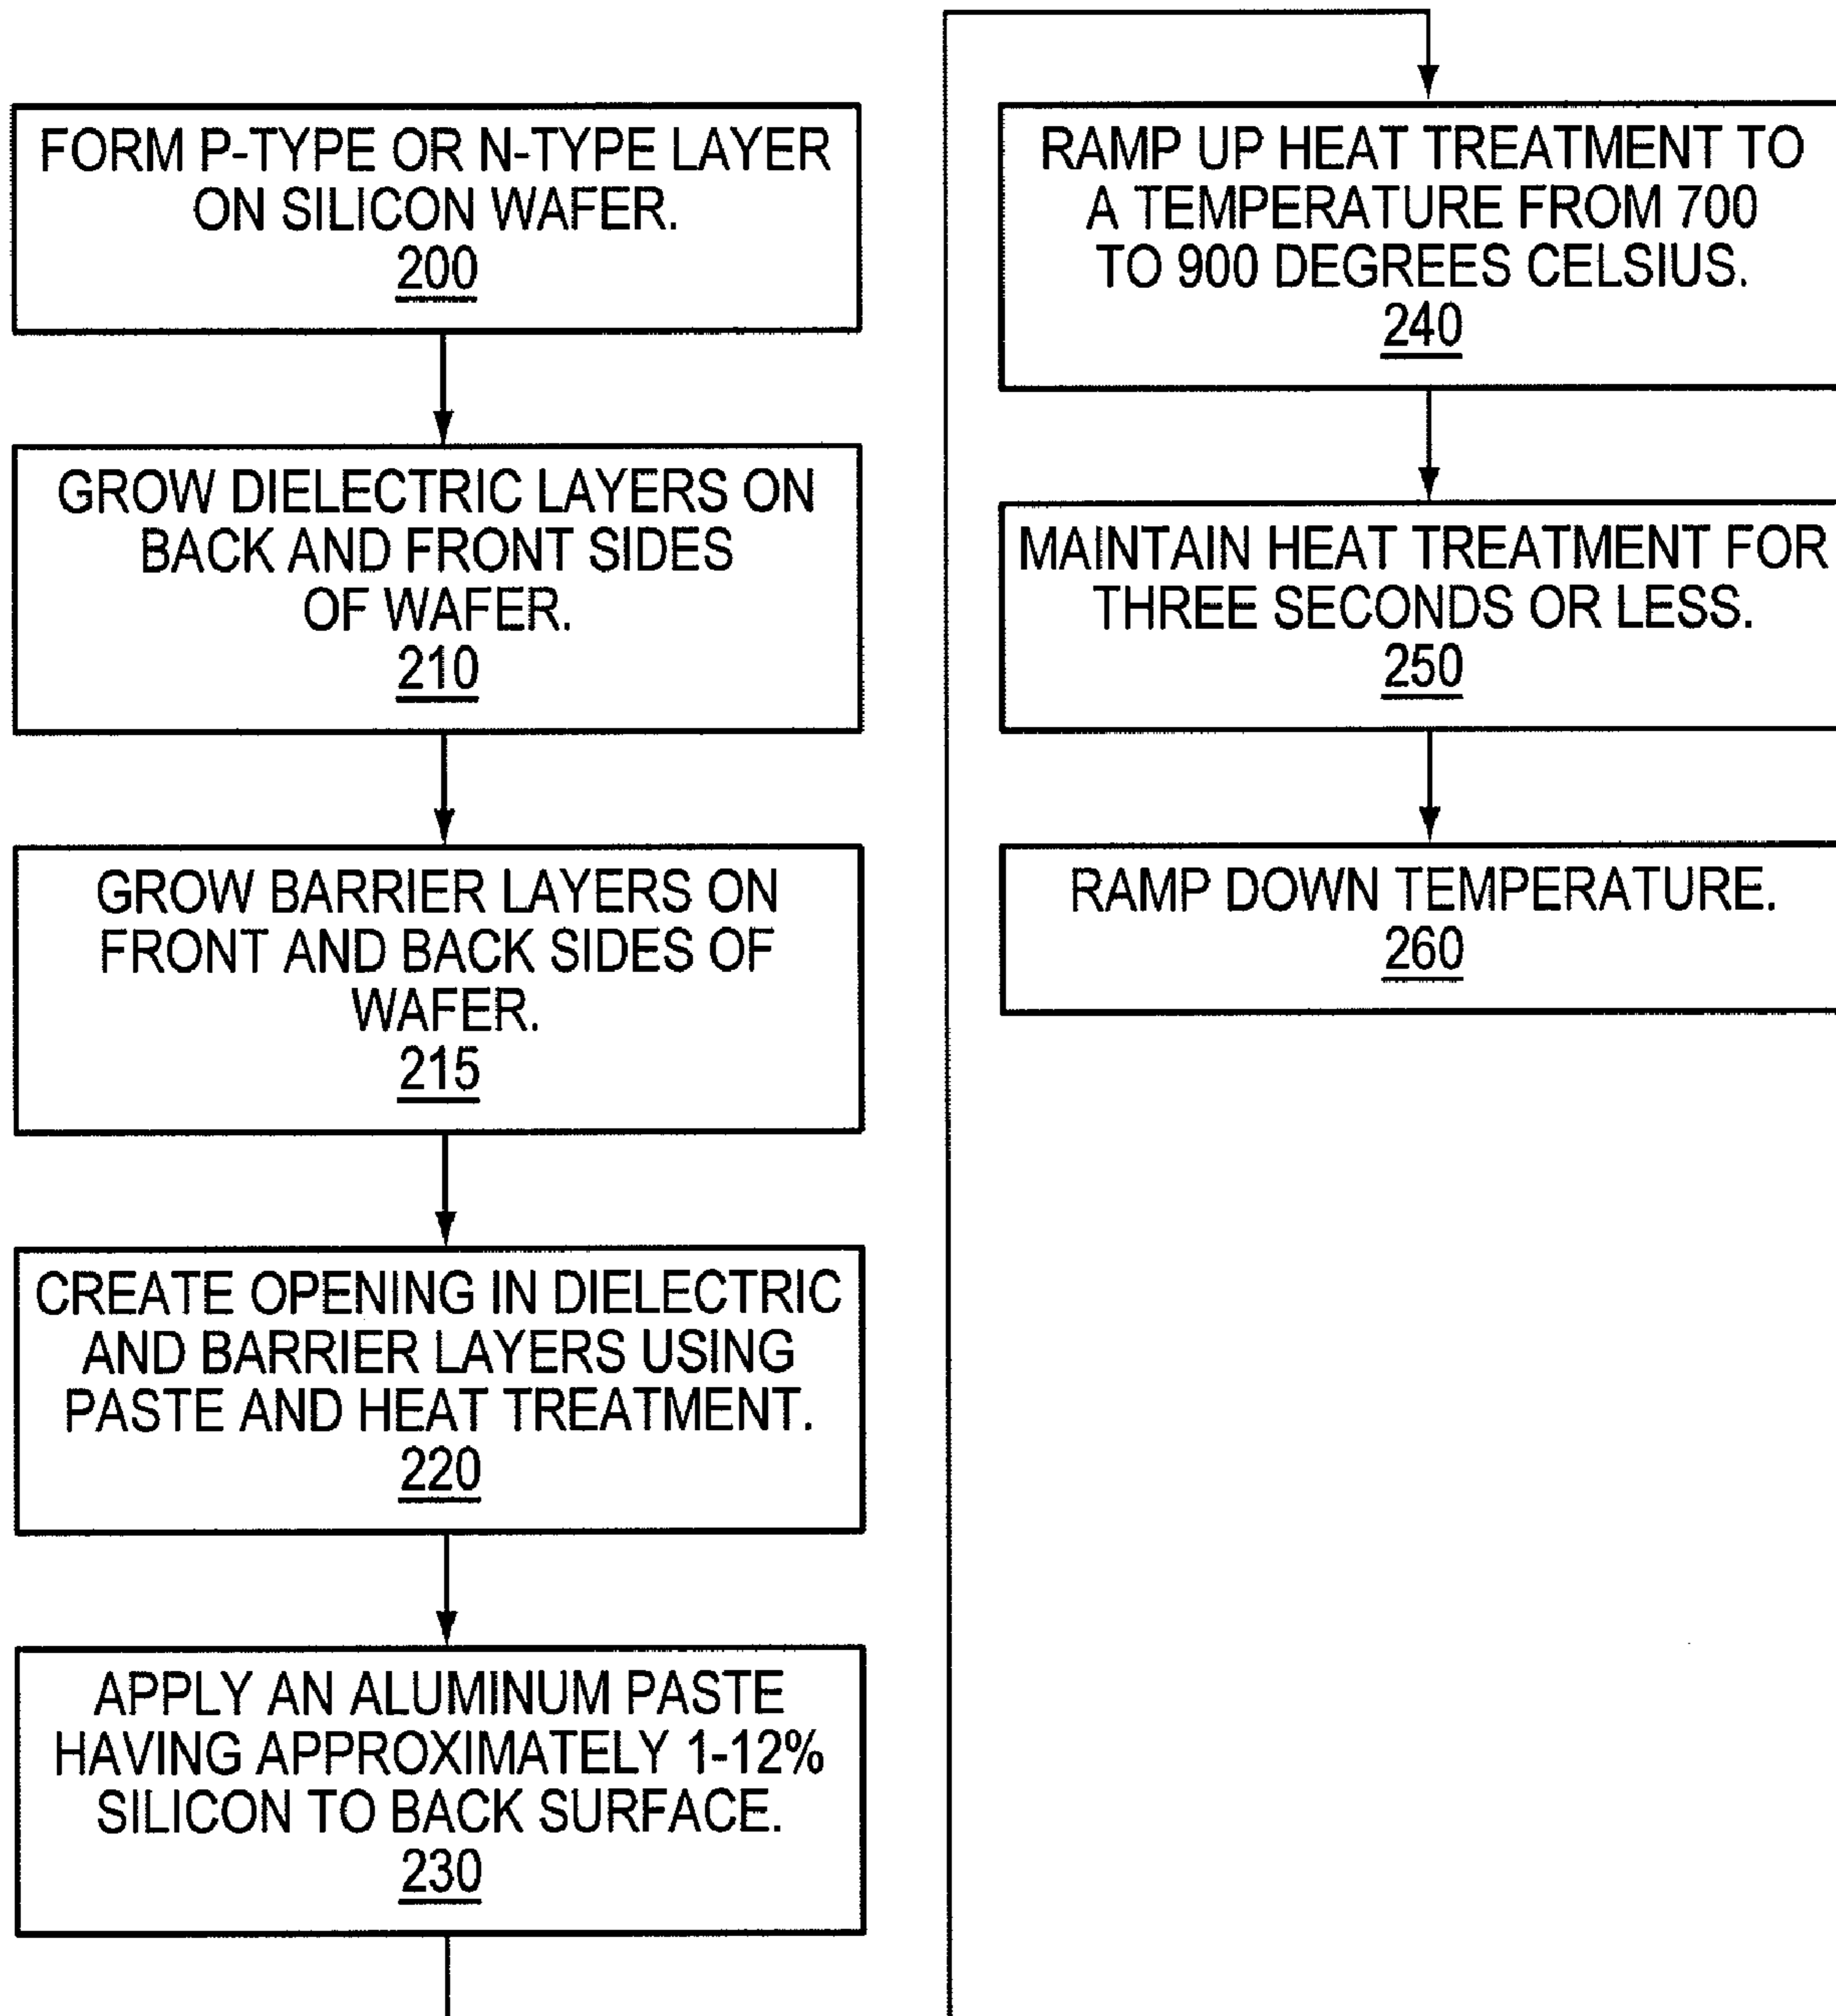 FORM P-TYPE OR N-TYPE LAYER
ON SILICON WAFER.
200
GROW DIELECTRIC LAYERS ON
BACK AND FRONT SIDES
OF WAFER.
210
GROW BARRIER LAYERS ON
FRONT AND BACK SIDES OF
WAFER.
215
CREATE OPENING IN DIELECTRIC
AND BARRIER LAYERS USING
PASTE AND HEAT TREATMENT.
220
APPLY AN ALUMINUM PASTE
HAVING APPROXIMATELY 1-12%
SILICON TO BACK SURFACE.
230
RAMP UP HEAT TREATMENT TO
A TEMPERATURE FROM 700
TO 900 DEGREES CELSIUS.
240
MAINTAIN HEAT TREATMENT FOR
THREE SECONDS OR LESS.
250
RAMP DOWN TEMPERATURE.
260